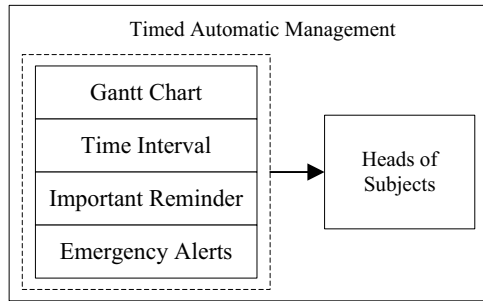 Timed Automatic Management
Gantt Chart
Time Interval
Important Reminder
Emergency Alerts
Heads of
Subjects